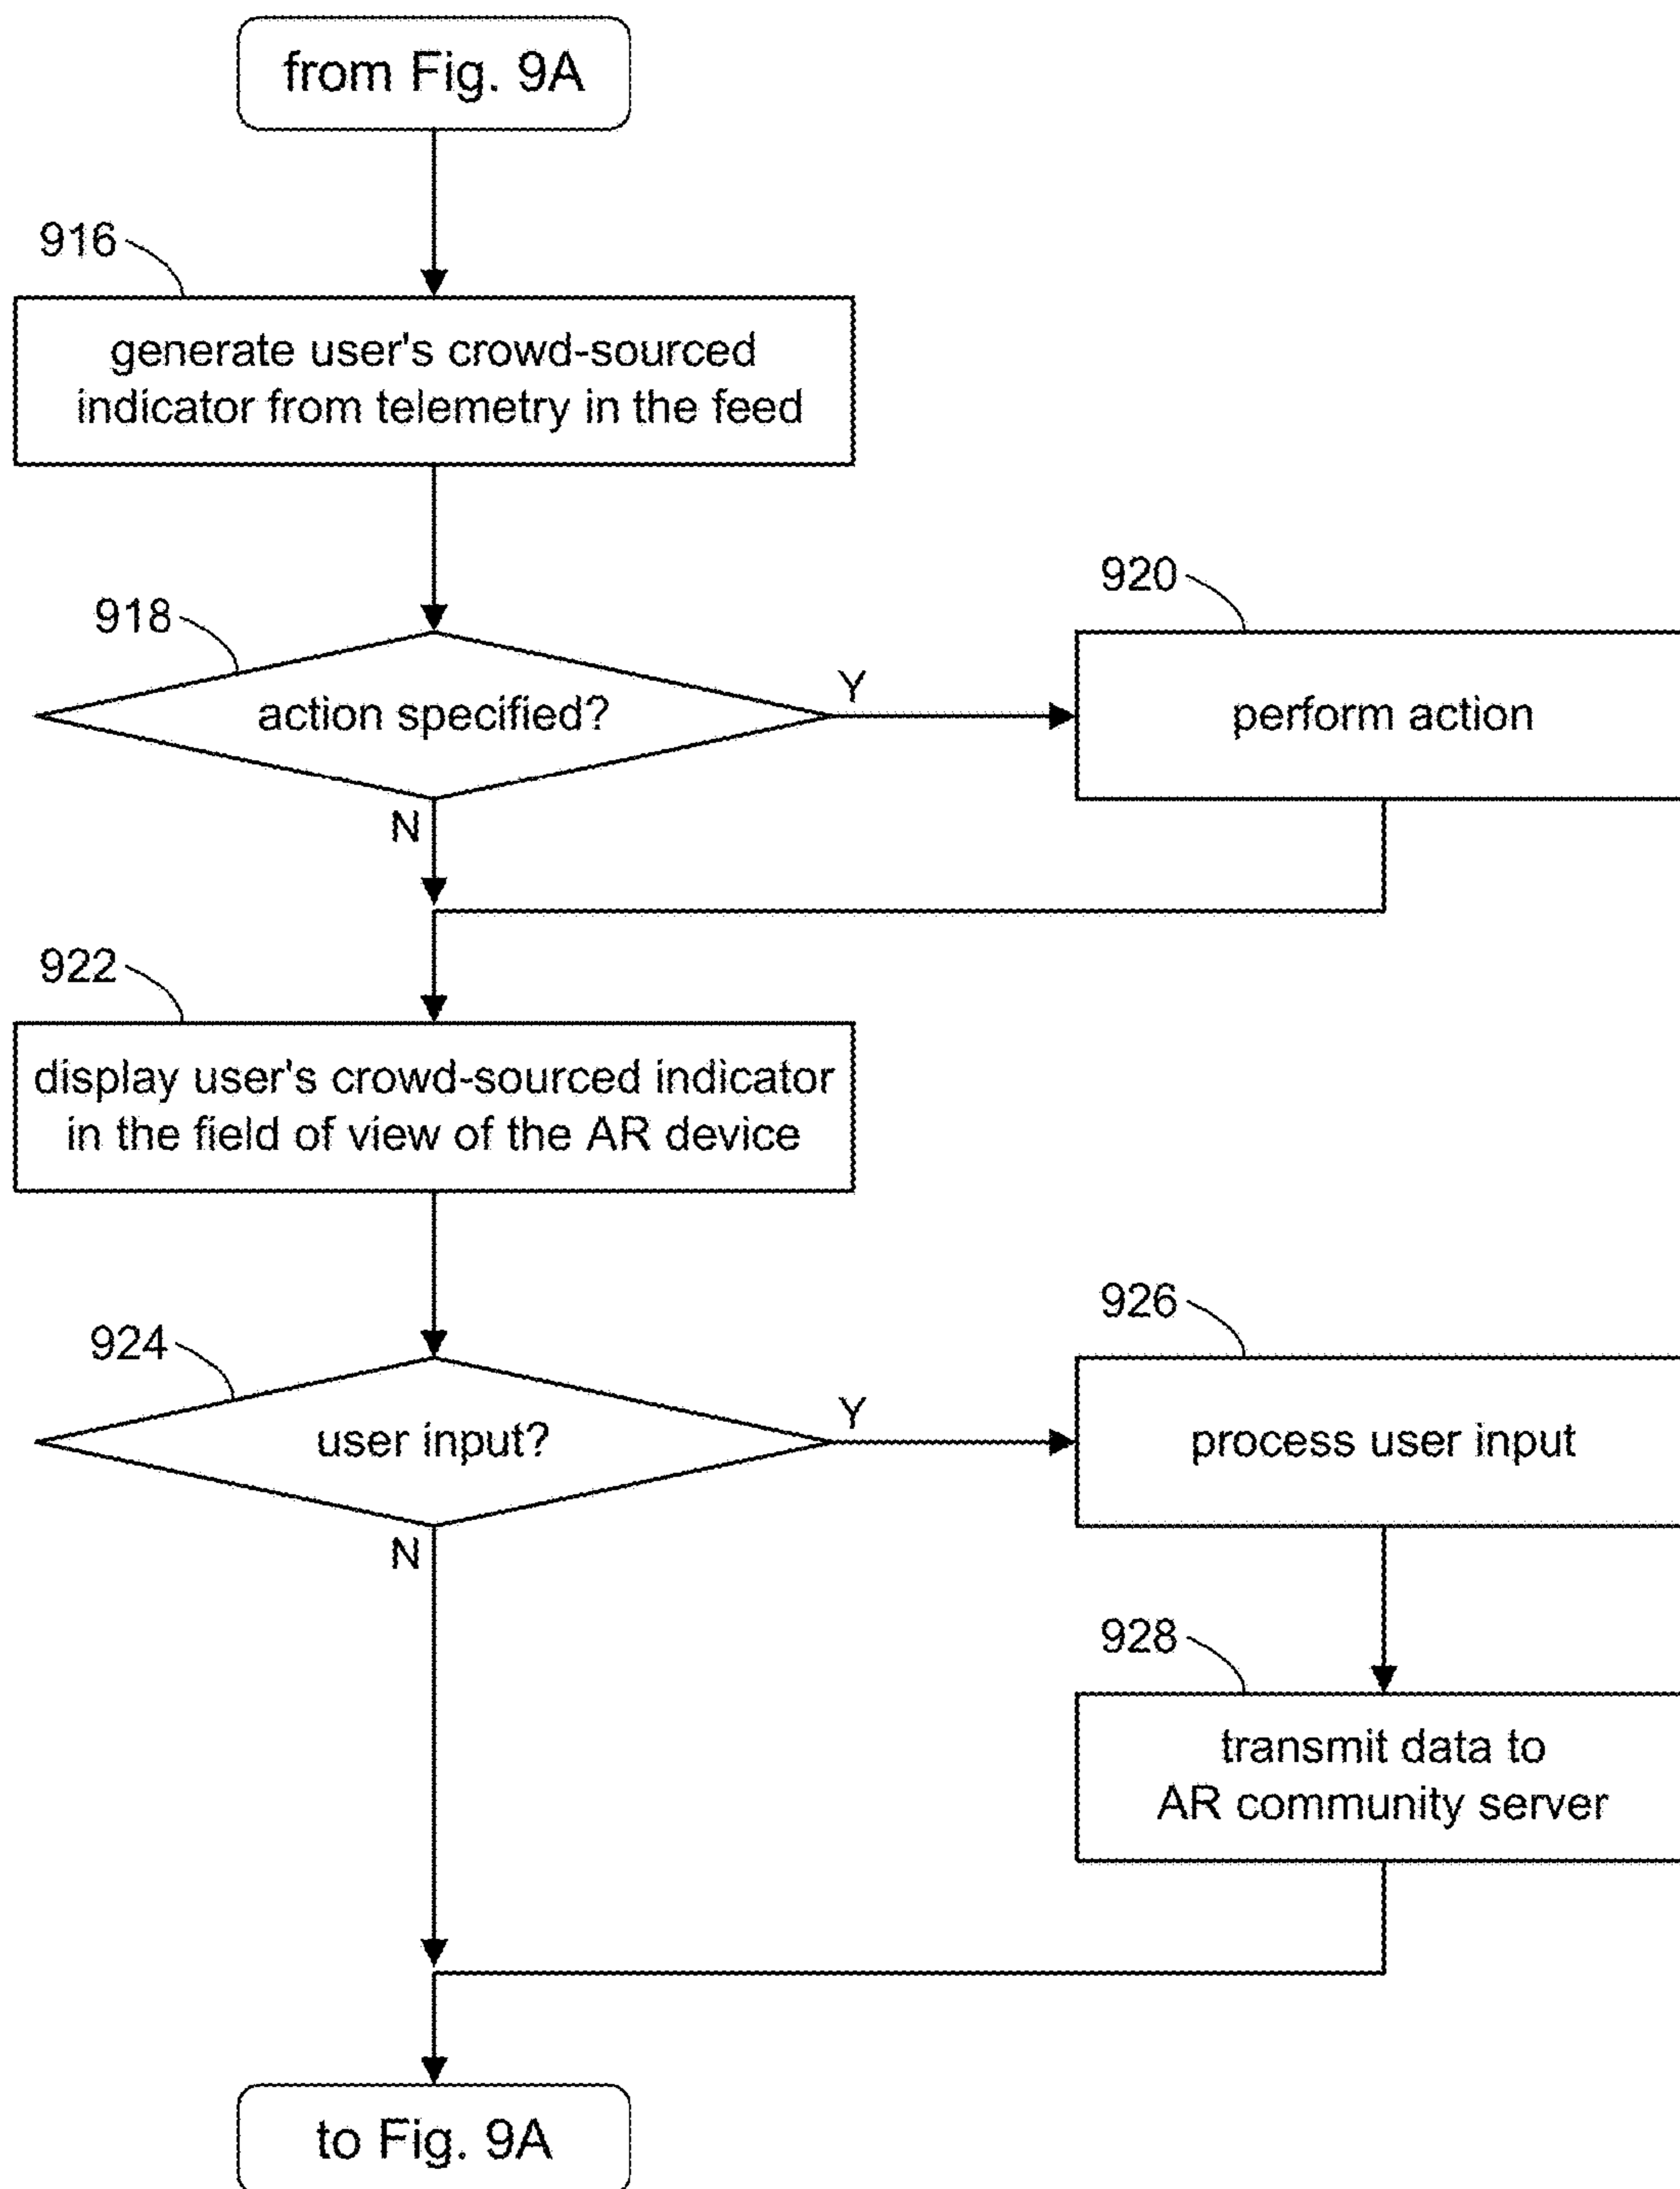 from Fig. 9A
916
generate user's crowd-sourced
indicator from telemetry in the feed
918
action specified?
Y
920
perform action
N
922
display user's crowd-sourced indicator
in the field of view of the AR device
924
user input?
Y
926
process user input
N
928
transmit data to
AR community server
to Fig. 9A